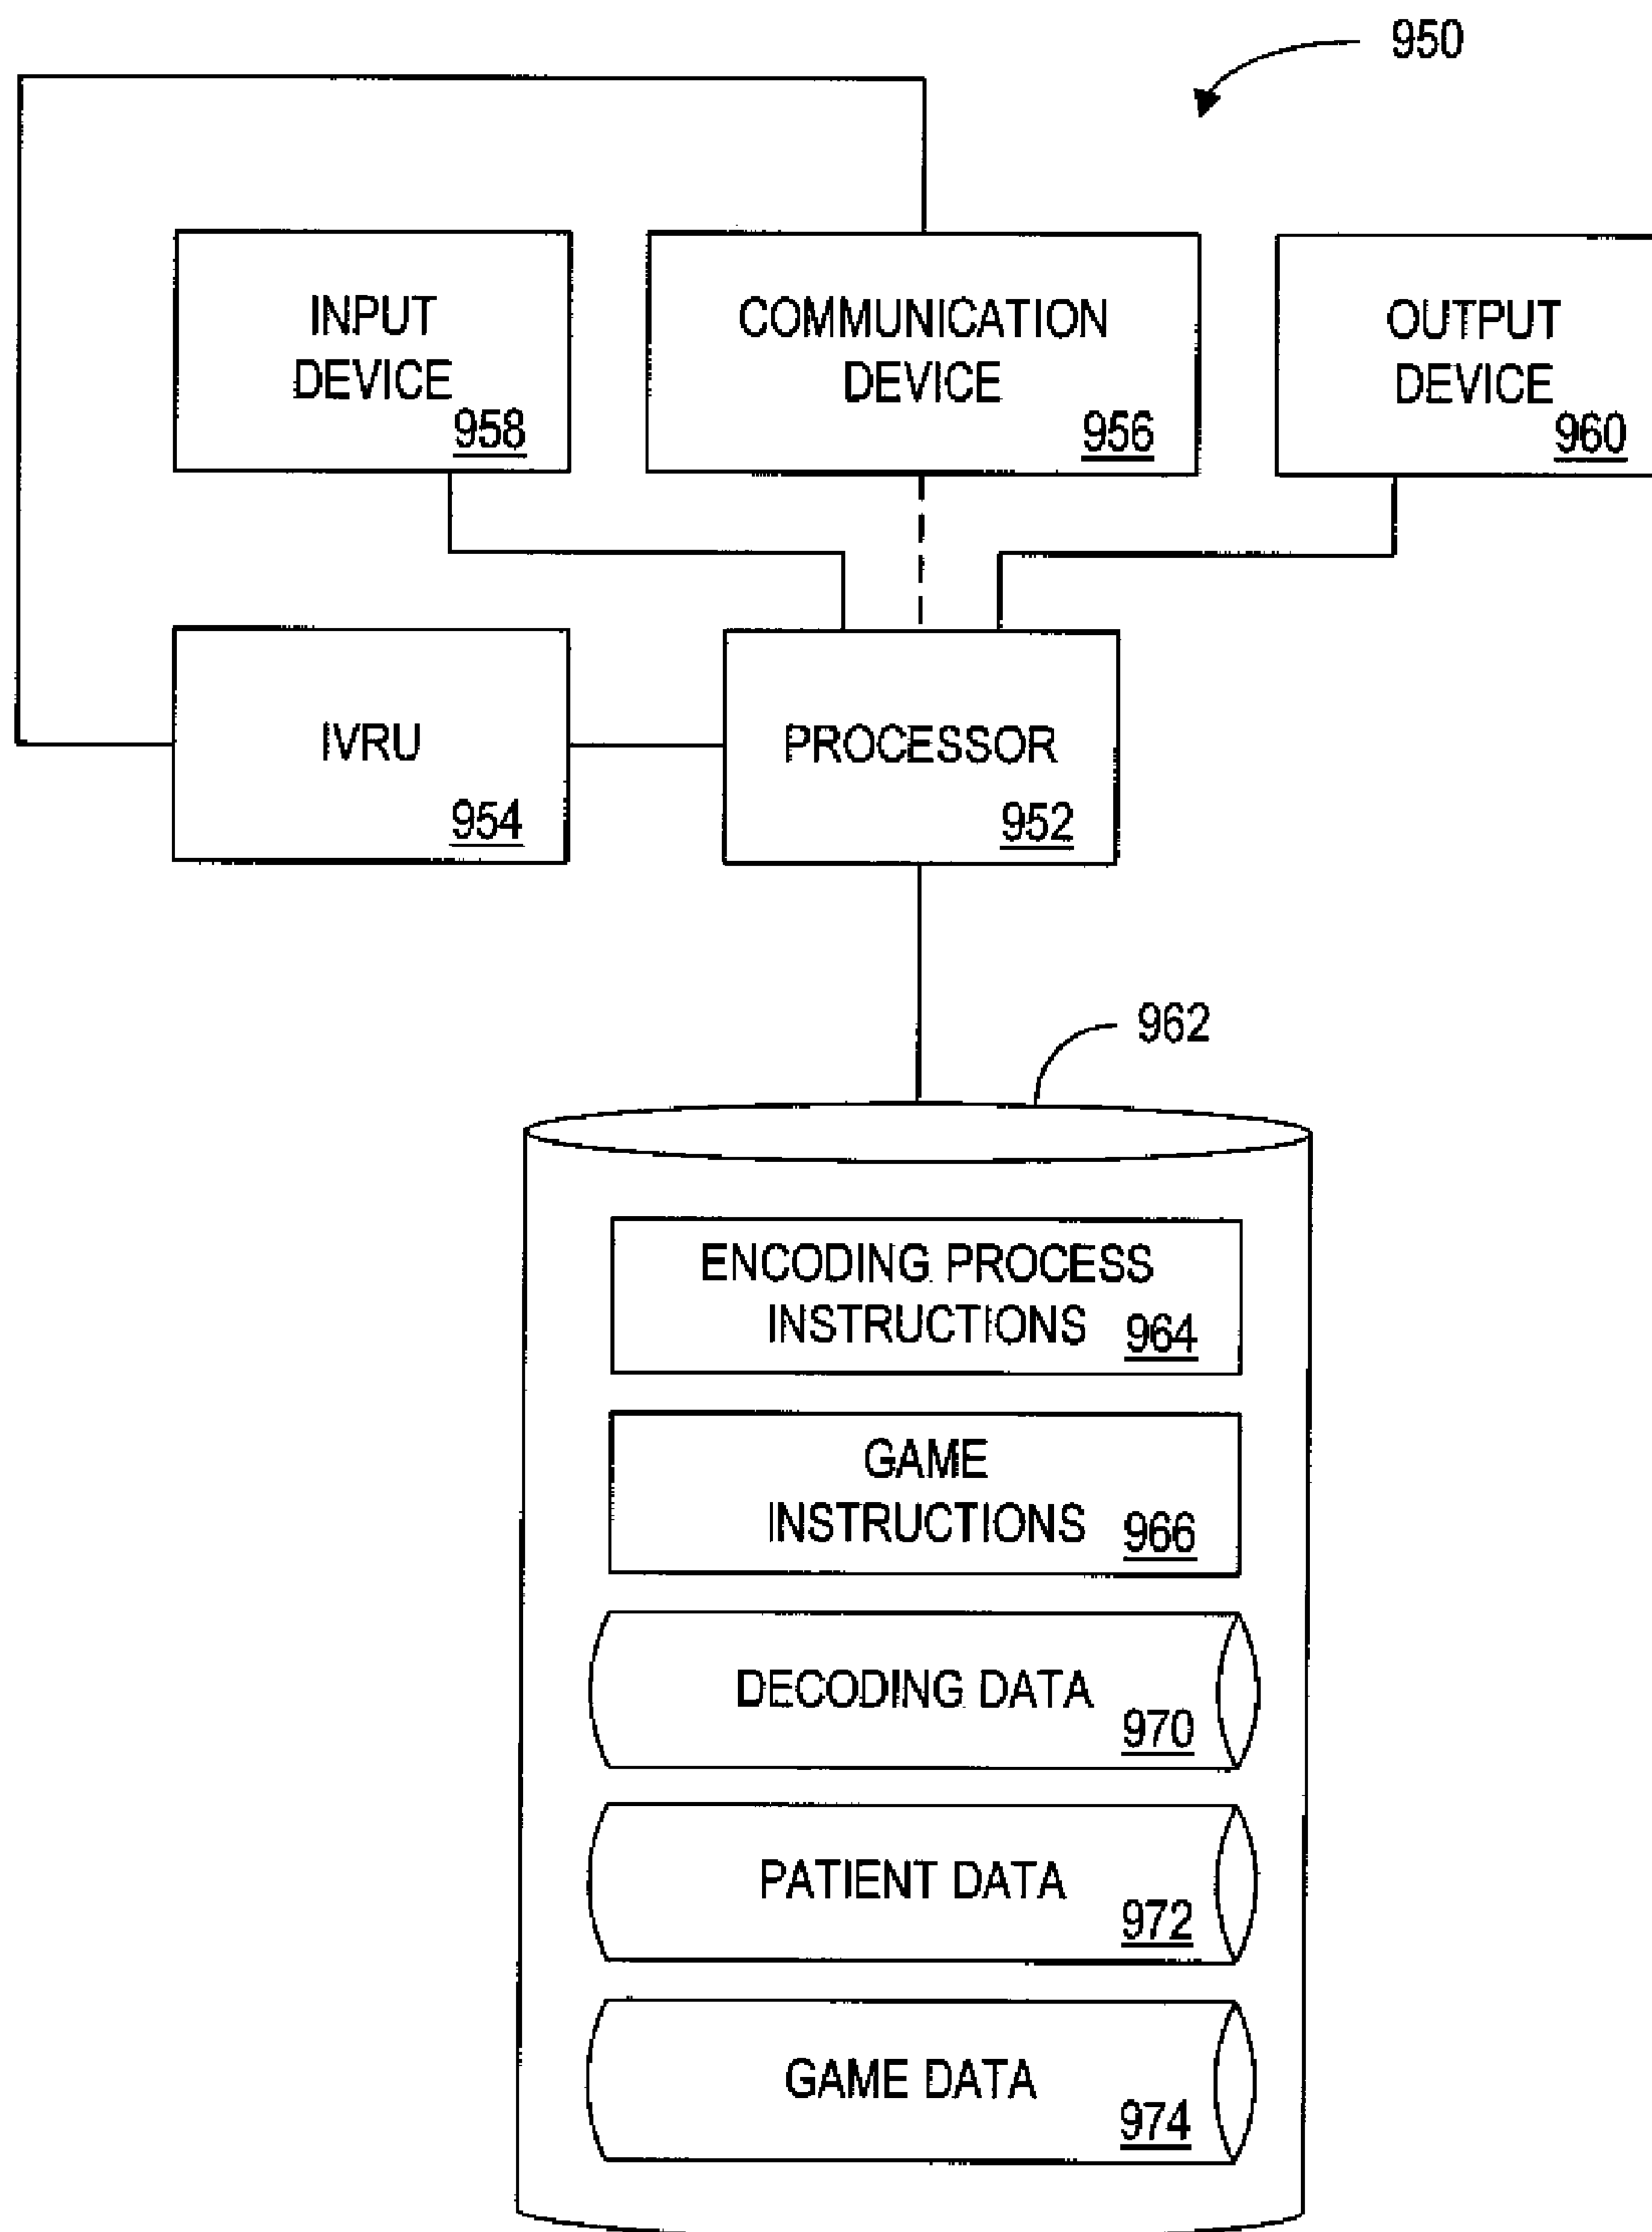 950
INPUT
DEVICE
958
COMMUNICATION
DEVICE
956
OUTPUT
DEVICE
960
IVRU
954
PROCESSOR
952
962
ENCODING PROCESS
INSTRUCTIONS 964
GAME
INSTRUCTIONS 966
DECODING DATA
970
PATIENT DATA
972
GAME DATA
974